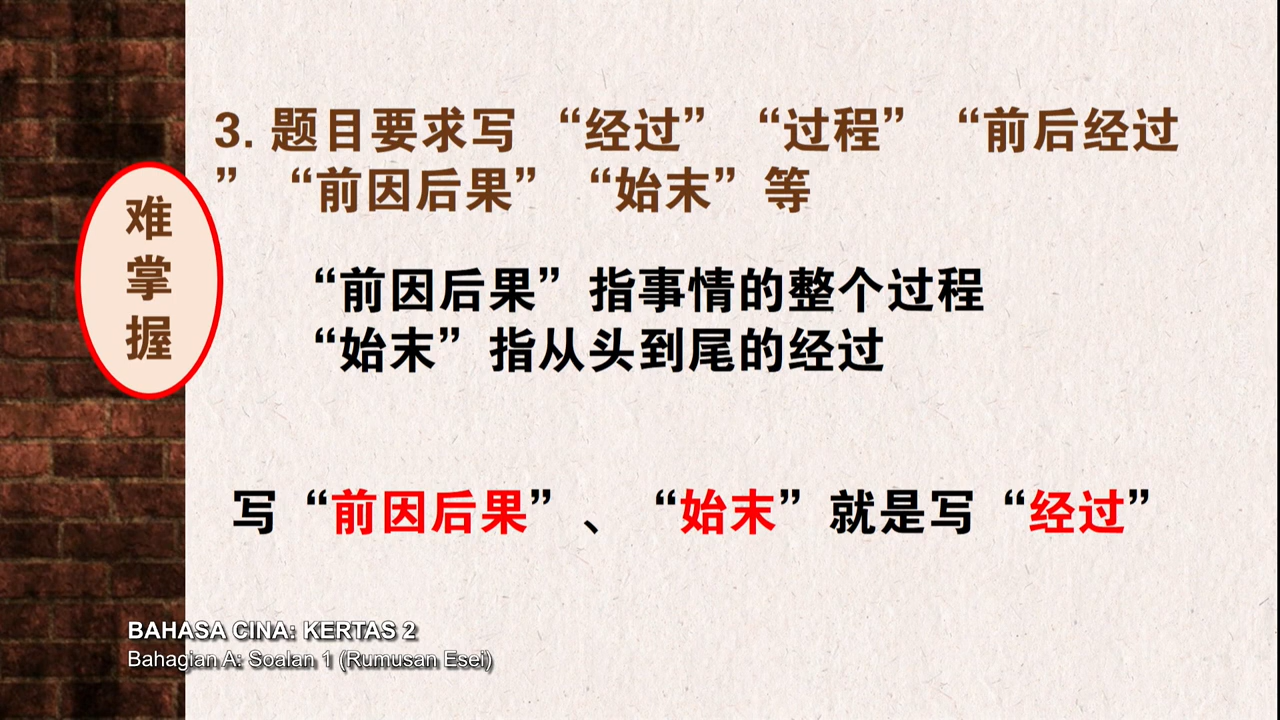 难
掌
握
3. 题目要求写 “经过” “过程” “前后经过
” “前因后果” “始末” 等
“前因后果” 指事情的整个过程
“始末” 指从头到尾的经过
写 “前因后果” 、 “始末” 就是写 “经过”
BAHASA CINA: KERTAS 2
Bahagian A: Soalan 1 (Rumusan Esei)